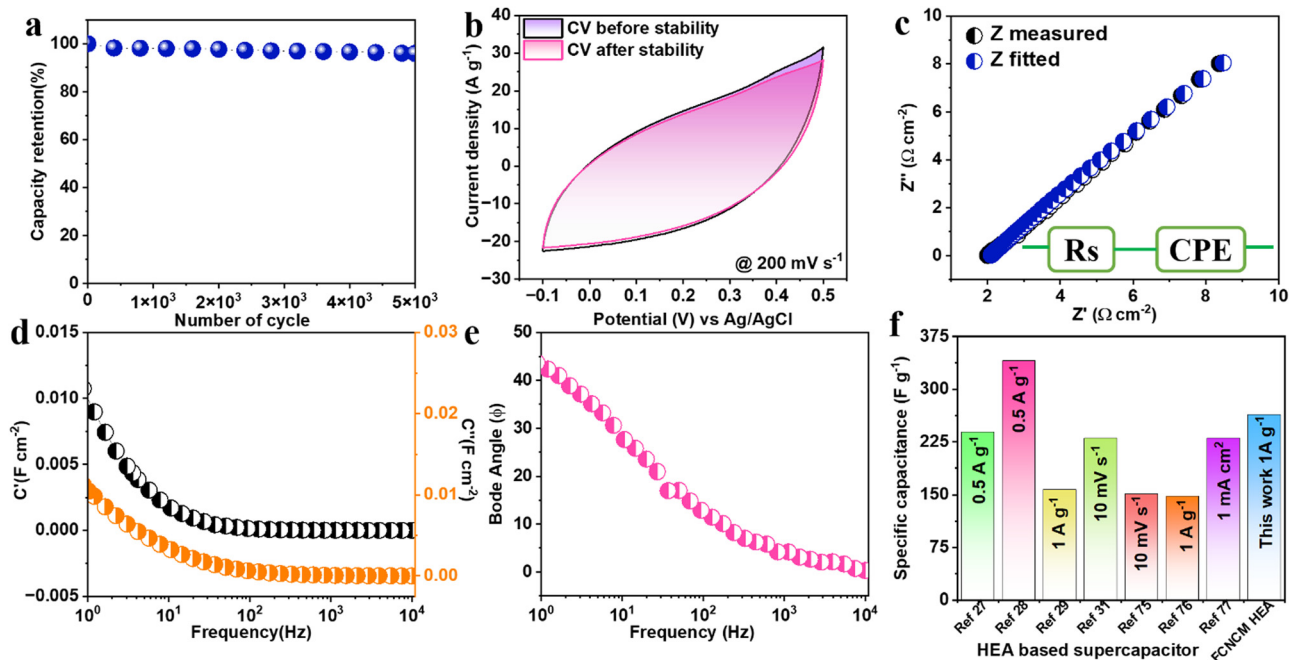 a
Capacity retention(%)
100
80
60
40
20
0
0
1×10³
2×10³
3×10³
4×10³
5×10³
Number of cycle
b
CV before stability
CV after stability
Current density (A g⁻¹)
40
30
20
10
0
−10
−20
−30
@ 200 mV s⁻¹
−0.1
0.0
0.1
0.2
0.3
0.4
0.5
Potential (V) vs Ag/AgCl
c
Z measured
Z fitted
Z'' (Ω cm⁻²)
8
6
4
2
0
Rs
CPE
0
2
4
6
8
10
Z' (Ω cm⁻²)
d
C'(F cm⁻²)
0.015
0.010
0.005
0.000
−0.005
C''(F cm⁻²)
0.03
0.02
0.01
0.00
10⁰
10¹
10²
10³
10⁴
Frequency(Hz)
e
Bode Angle (ϕ)
50
40
30
20
10
0
10⁰
10¹
10²
10³
10⁴
Frequency (Hz)
f
Specific capacitance (F g⁻¹)
375
300
225
150
75
0
0.5 A g⁻¹
0.5 A g⁻¹
1 A g⁻¹
10 mV s⁻¹
10 mV s⁻¹
1 A g⁻¹
1 mA cm²
This work 1A g⁻¹
Ref 27
Ref 28
Ref 29
Ref 31
Ref 75
Ref 76
Ref 77
FCNCM HEA
HEA based supercapacitor